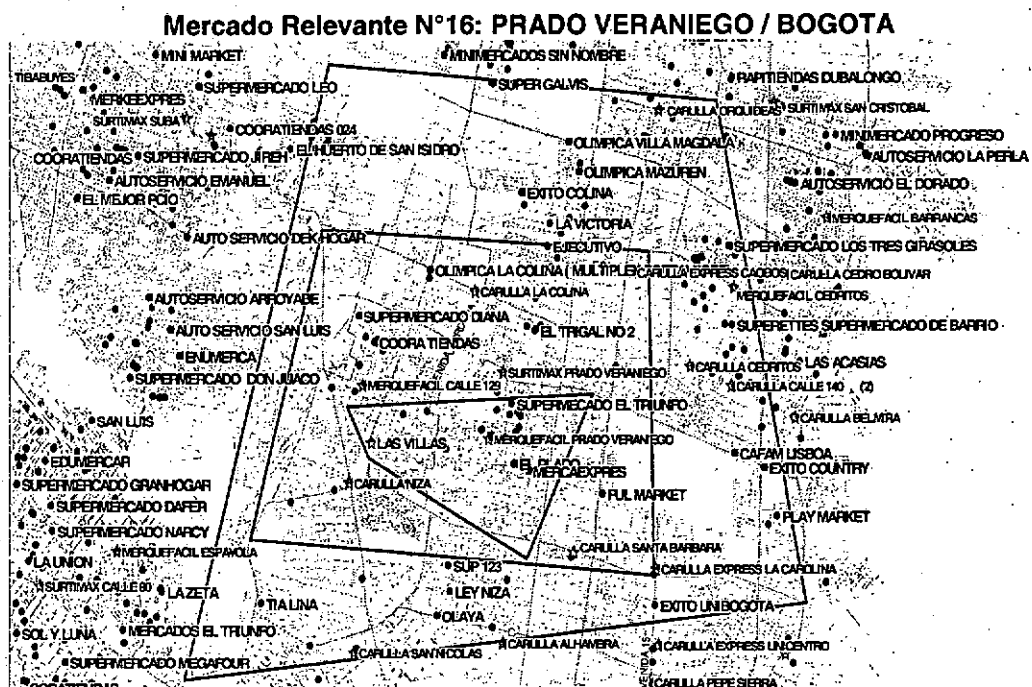 Mercado Relevante N°16: PRADO VERANIEGO / BOGOTA
MINI MARKET
MINIMERCADOS SIN NOMBRE
TIBABUYES
SUPERMERCADO LEO
SUPER GALVIS
RAPITIENDAS DUBALONGO
MERKEEXPRES
CARULLA ORQUIDEAS
SURTIMAX SAN CRISTOBAL
SURTIMAX SUBA
COORATIENDAS 024
MINIMERCADO PROGRESO
OLIMPICA VILLA MAGDALA
COORATIENDAS
SUPERMERCADO JIREH
EL HUERTO DE SAN ISIDRO
AUTOSERVICIO LA PERLA
AUTOSERVICIO EMANUEL
OLIMPICA MAZUREN
AUTOSERVICIO EL DORADO
EL MEJOR PCIO
EXITO COLINA
MERQUEFACIL BARRANCAS
LA VICTORIA
AUTO SERVICIO DEK HOGAR
EJECUTIVO
SUPERMERCADO LOS TRES GIRASOLES
OLIMPICA LA COLINA ( MULTIPLE
CARULLA EXPRESS CAOBOS
CARULLA CEDRO BOLIVAR
CARULLA LA COLINA
MERQUEFACIL CEDRITOS
AUTOSERVICIO ARROYABE
SUPERMERCADO DIANA
EL TRIGAL NO 2
SUPERETTES SUPERMERCADO DE BARRIO
AUTO SERVICIO SAN LUIS
COORA TIENDAS
ENUMERCA
SURTIMAX PRADO VERANIEGO
CARULLA CEDRITOS
LAS ACASIAS
SUPERMERCADO DON JUACO
MERQUEFACIL CALLE 129
CARULLA CALLE 140 (2)
SUPERMECADO EL TRIUNFO
SAN LUIS
CARULLA BELMIRA
LAS VILLAS
MERQUEFACIL PRADO VERANIEGO
CAFAM LISBOA
EDUMERCAR
MERCAEXPRES
EXITO COUNTRY
SUPERMERCADO GRANHOGAR
CARULLA NIZA
FUL MARKET
SUPERMERCADO DAFER
PLAY MARKET
SUPERMERCADO NARCY
MERQUEFACIL ESPAYOLA
CARULLA SANTA BARBARA
LA UNION
SUP 123
CARULLA EXPRESS LA CAROLINA
SURTIMAX CALLE 80
LA ZETA
LEY NIZA
TIA LINA
EXITO UNIBOGOTA
OLAYA
SOL Y LUNA
MERCADOS EL TRIUNFO
CARULLA ALHAMBRA
CARULLA EXPRESS UNICENTRO
AVENIDA 15
CARULLA SAN NICOLAS
SUPERMERCADO MEGAFOUR
CARULLA PEPE SIERRA
COORATIENDAS